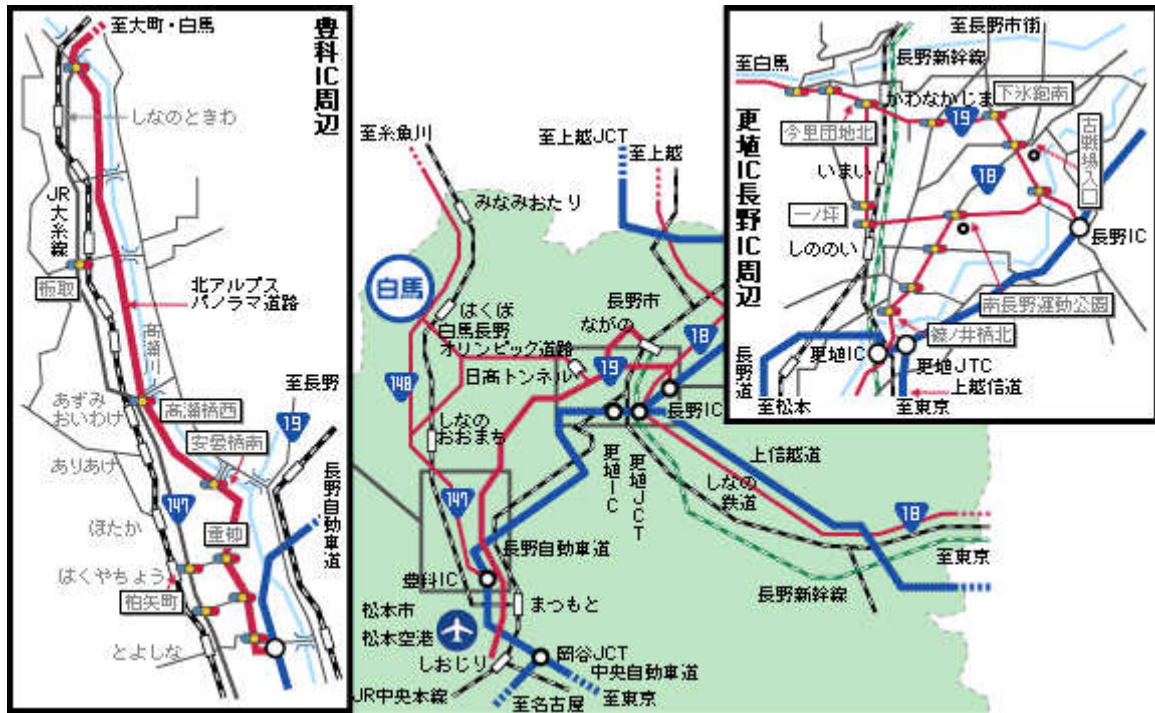 至大町・白馬
豊科IC周辺
しなのときわ
JR大糸線
板取
北アルプス
パノラマ道路
高瀬川
至長野
あずみ
おいわけ
高瀬橋西
安曇橋南
19
ありあけ
147
長野自動車道
ほたか
重柳
はくやちょう
柏矢町
とよしな
至糸魚川
至上越JCT
至上越
みなみおたり
白馬
はくば
白馬長野
オリンピック道路
長野市
ながの
18
19
日高トンネル
148
長野IC
しなの
おおまち
更埴IC
更埴JCT
上信越道
しなの
鉄道
147
18
長野自動車道
至東京
豊科IC
長野新幹線
まつもと
松本市
松本空港
しおじり
岡谷JCT
中央自動車道
JR中央本線
至名古屋
至東京
至長野市街
長野新幹線
至白馬
更埴IC長野IC周辺
かわなかじま
下氷鉋南
19
今里団地北
古戦場入口
18
いまい
一ノ坪
しののい
長野IC
南長野運動公園
篠ノ井橋北
更埴IC
更埴JTC
長野道
上越信道
至松本
至東京